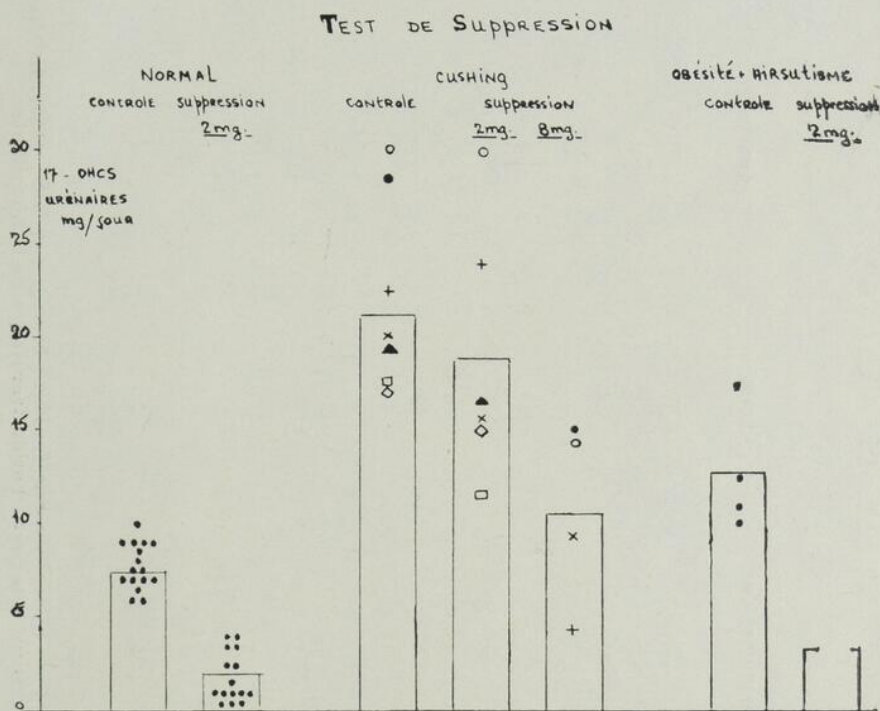 TEST DE SUPPRESSION
NORMAL
CONTROLE SUPPRESSION
2mg.
CUSHING
CONTROLE SUPPRESSION
2mg. 8mg.
OBÉSITÉ + HIRSUTISME
CONTROLE SUPPRESSION
2mg.
17 - OHCS
URINAIRES
mg/JOUR
30
25
20
15
10
5
0